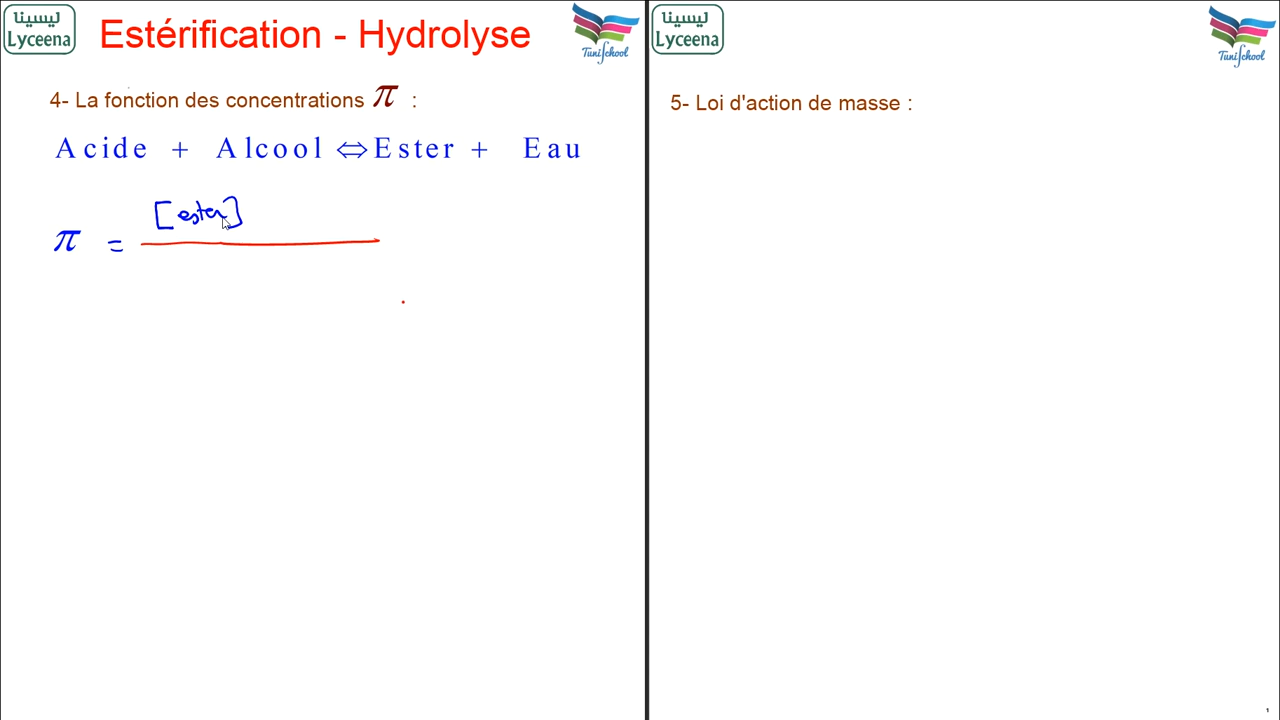 ليسينا
Lyceena
Estérification - Hydrolyse
TuniSchool
4- La fonction des concentrations π :
Acide + Alcool ⇔ Ester + Eau
[ester]
π =
ليسينا
Lyceena
TuniSchool
5- Loi d'action de masse :
1